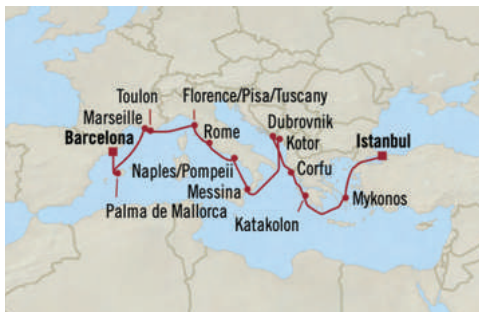 Toulon
Florence/Pisa/Tuscany
Marseille
Rome
Dubrovnik
Barcelona
Kotor
Istanbul
Naples/Pompeii
Corfu
Messina
Palma de Mallorca
Katakolon
Mykonos